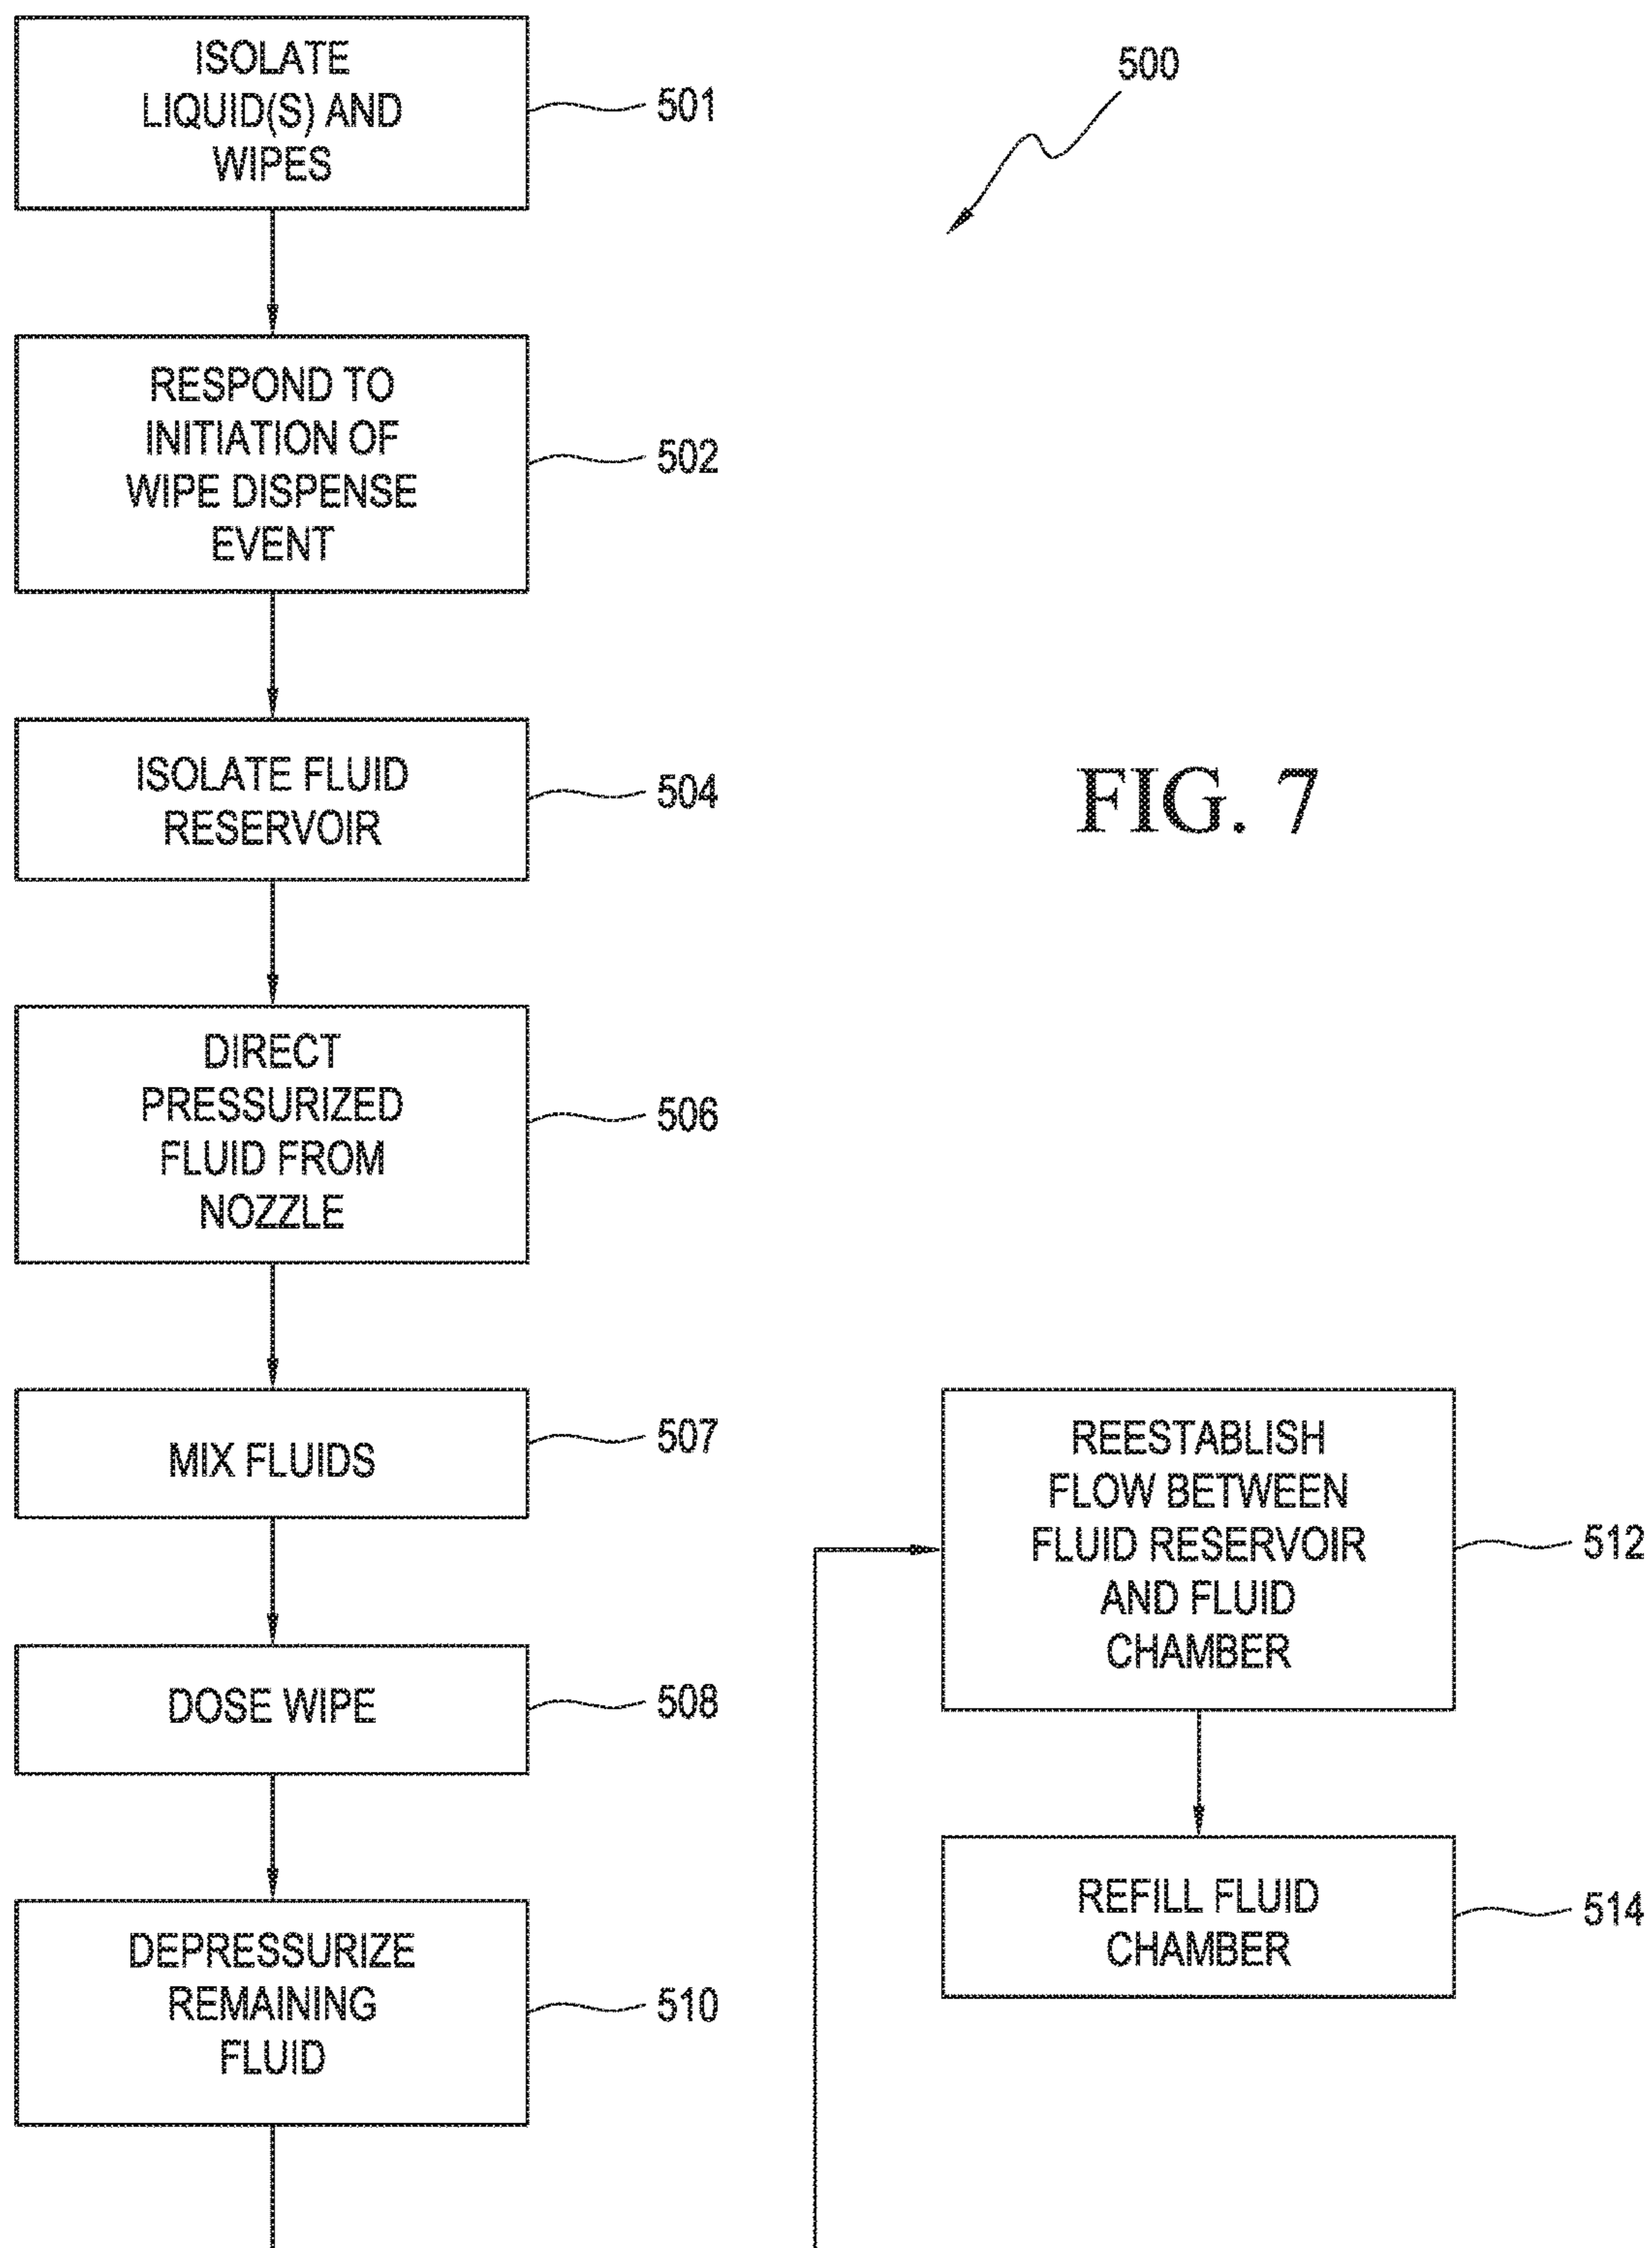 ISOLATE
LIQUID(S) AND
WIPES
501
500
RESPOND TO
INITIATION OF
WIPE DISPENSE
EVENT
502
ISOLATE FLUID
RESERVOIR
504
FIG. 7
DIRECT
PRESSURIZED
FLUID FROM
NOZZLE
506
MIX FLUIDS
507
DOSE WIPE
508
DEPRESSURIZE
REMAINING
FLUID
510
REESTABLISH
FLOW BETWEEN
FLUID RESERVOIR
AND FLUID
CHAMBER
512
REFILL FLUID
CHAMBER
514